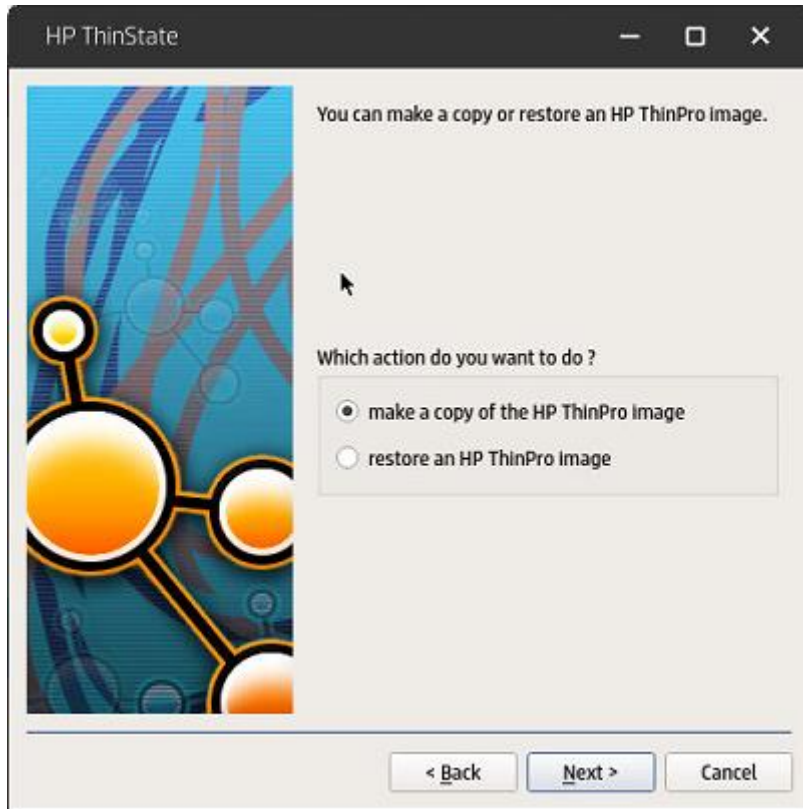 HP ThinState
You can make a copy or restore an HP ThinPro image.
Which action do you want to do ?
make a copy of the HP ThinPro image
restore an HP ThinPro image
< Back
Next >
Cancel